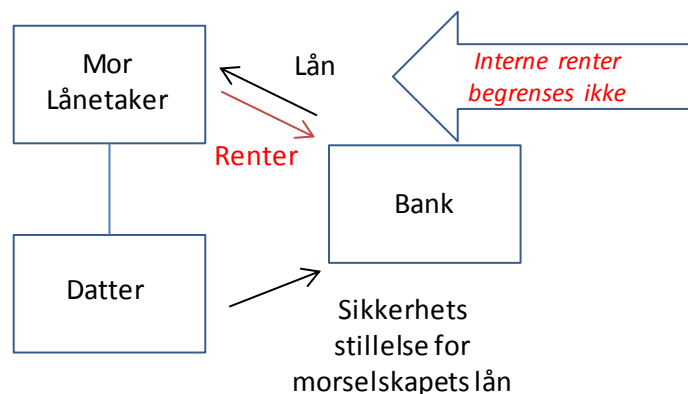 Mor
Lånetaker
Lån
Interne renter
begrenses ikke
Renter
Bank
Datter
Sikkerhets
stillelse for
morselskapets lån